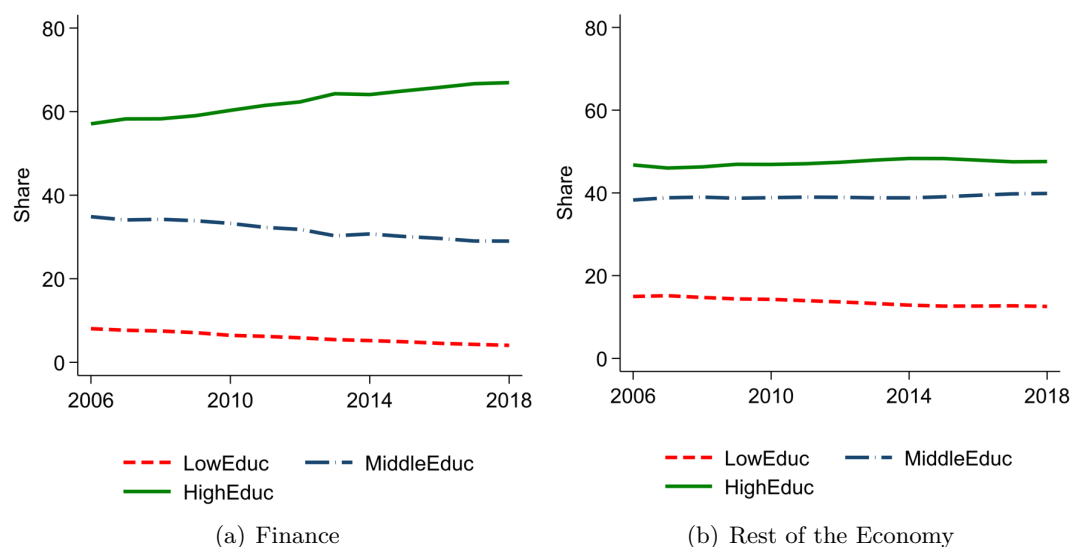 80
60
40
20
0
Share
2006 2010 2014 2018
LowEduc MiddleEduc
HighEduc
(a) Finance
80
60
40
20
0
Share
2006 2010 2014 2018
LowEduc MiddleEduc
HighEduc
(b) Rest of the Economy